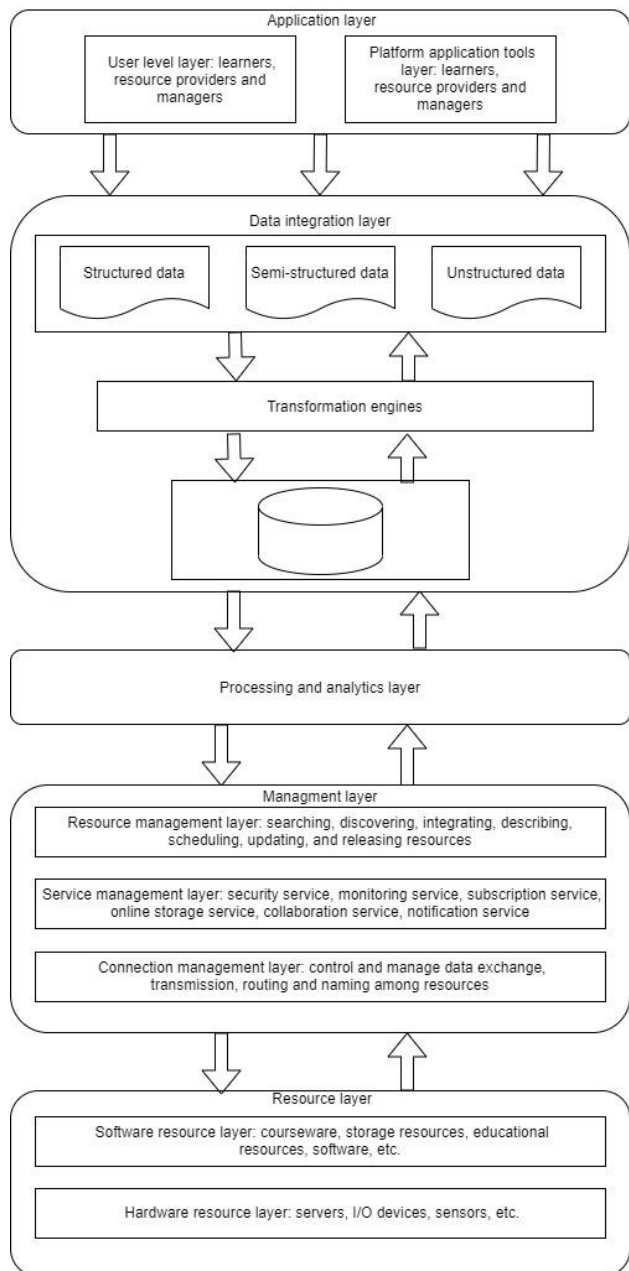 Application layer
User level layer: learners,
resource providers and
managers
Platform application tools
layer: learners,
resource providers and
managers
Data integration layer
Structured data
Semi-structured data
Unstructured data
Transformation engines
Processing and analytics layer
Managment layer
Resource management layer: searching, discovering, integrating, describing,
scheduling, updating, and releasing resources
Service management layer: security service, monitoring service, subscription service,
online storage service, collaboration service, notification service
Connection management layer: control and manage data exchange,
transmission, routing and naming among resources
Resource layer
Software resource layer: courseware, storage resources, educational
resources, software, etc.
Hardware resource layer: servers, I/O devices, sensors, etc.